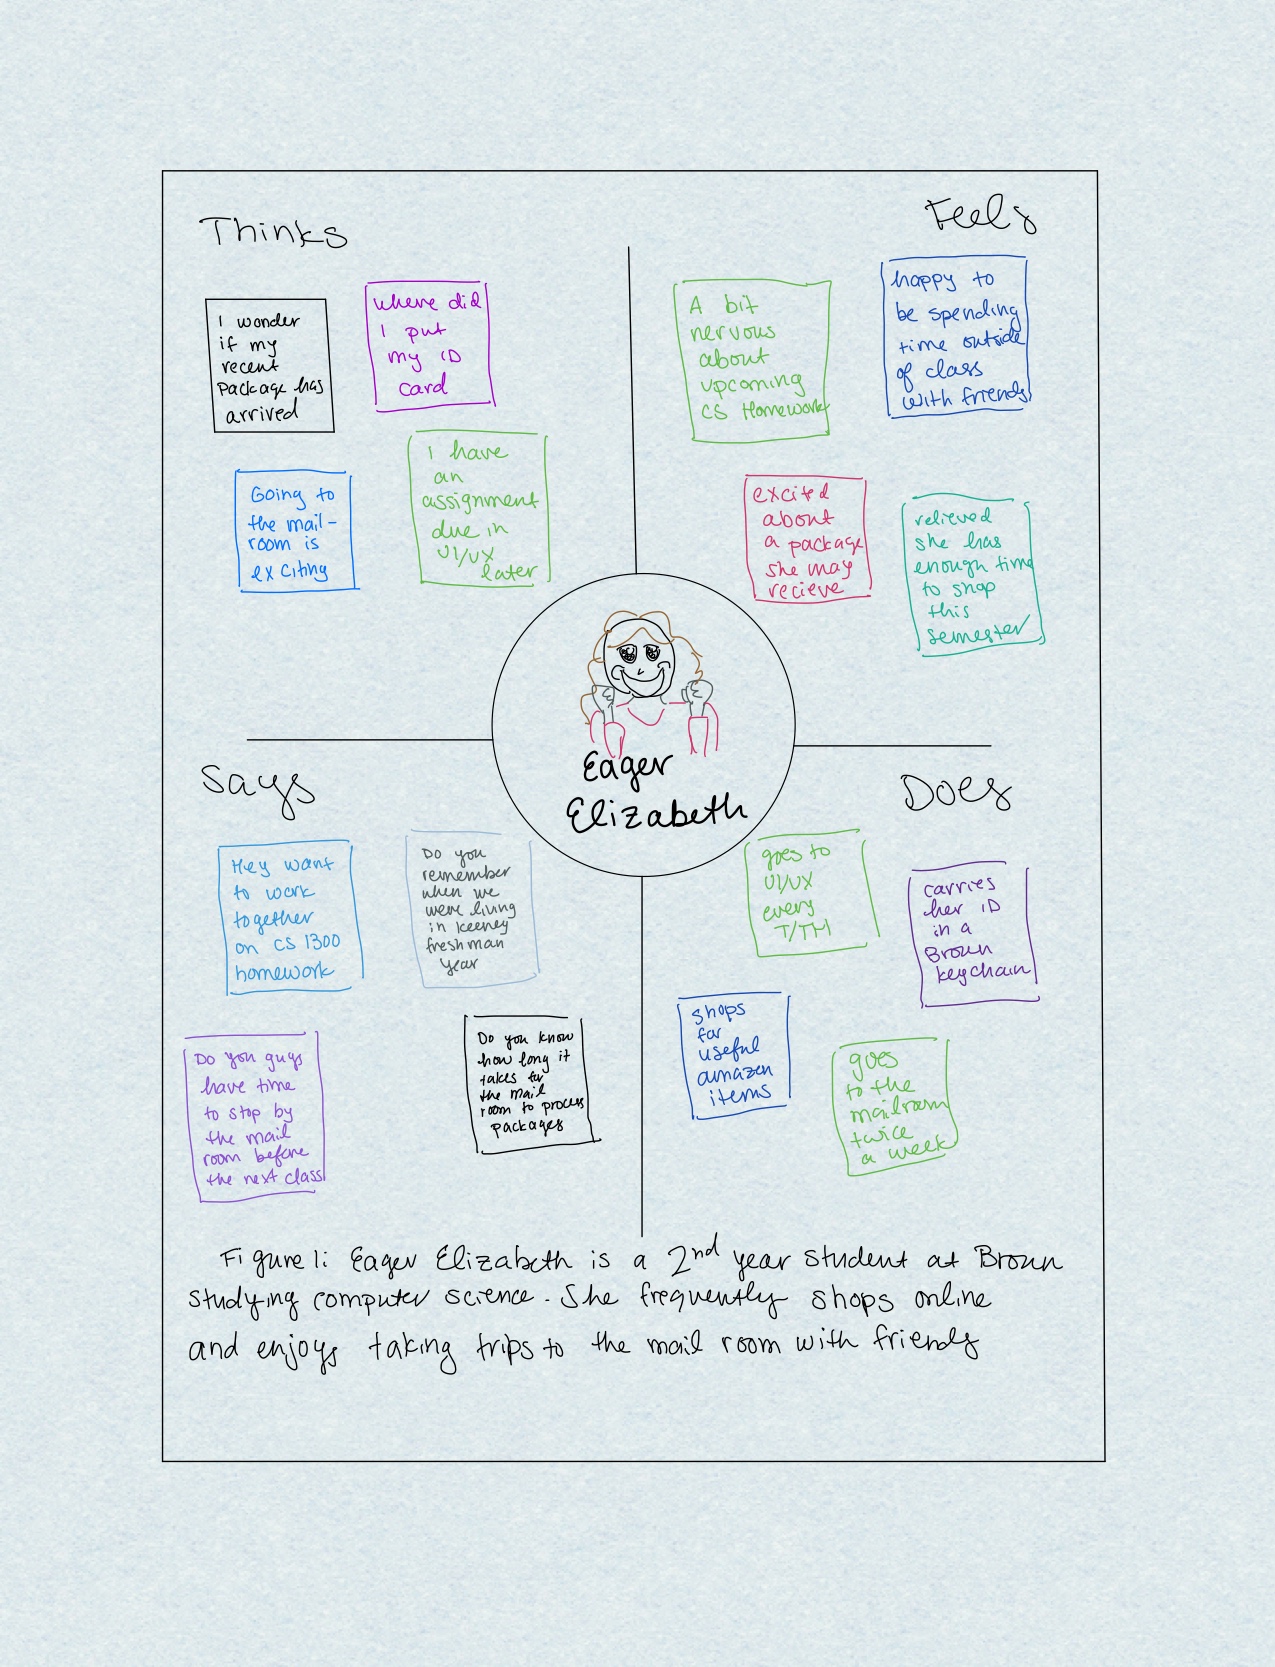 Thinks
I wonder
if my
recent
package has
arrived
where did
I put
my ID
card
Going to
the mail-
room is
exciting
I have
an
assignment
due in
UI/UX
later
Feels
A bit
nervous
about
upcoming
CS Homework
happy to
be spending
time outside
of class
with friends
excited
about
a package
she may
recieve
relieved
she has
enough time
to shop
this
semester
Eager
Elizabeth
Says
Hey want
to work
together
on CS 1300
homework
Do you
remember
when we
were living
in keeney
freshman
year
Do you guys
have time
to stop by
the mail
room before
the next class
Do you know
how long it
takes for
the mail
room to process
packages
Does
goes to
UI/UX
every
T/TH
carries
her ID
in a
Brown
keychain
shops
for
useful
amazon
items
goes
to the
mailroom
twice
a week
Figure 1: Eager Elizabeth is a 2nd year student at Brown
studying computer science. She frequently shops online
and enjoys taking trips to the mail room with friends